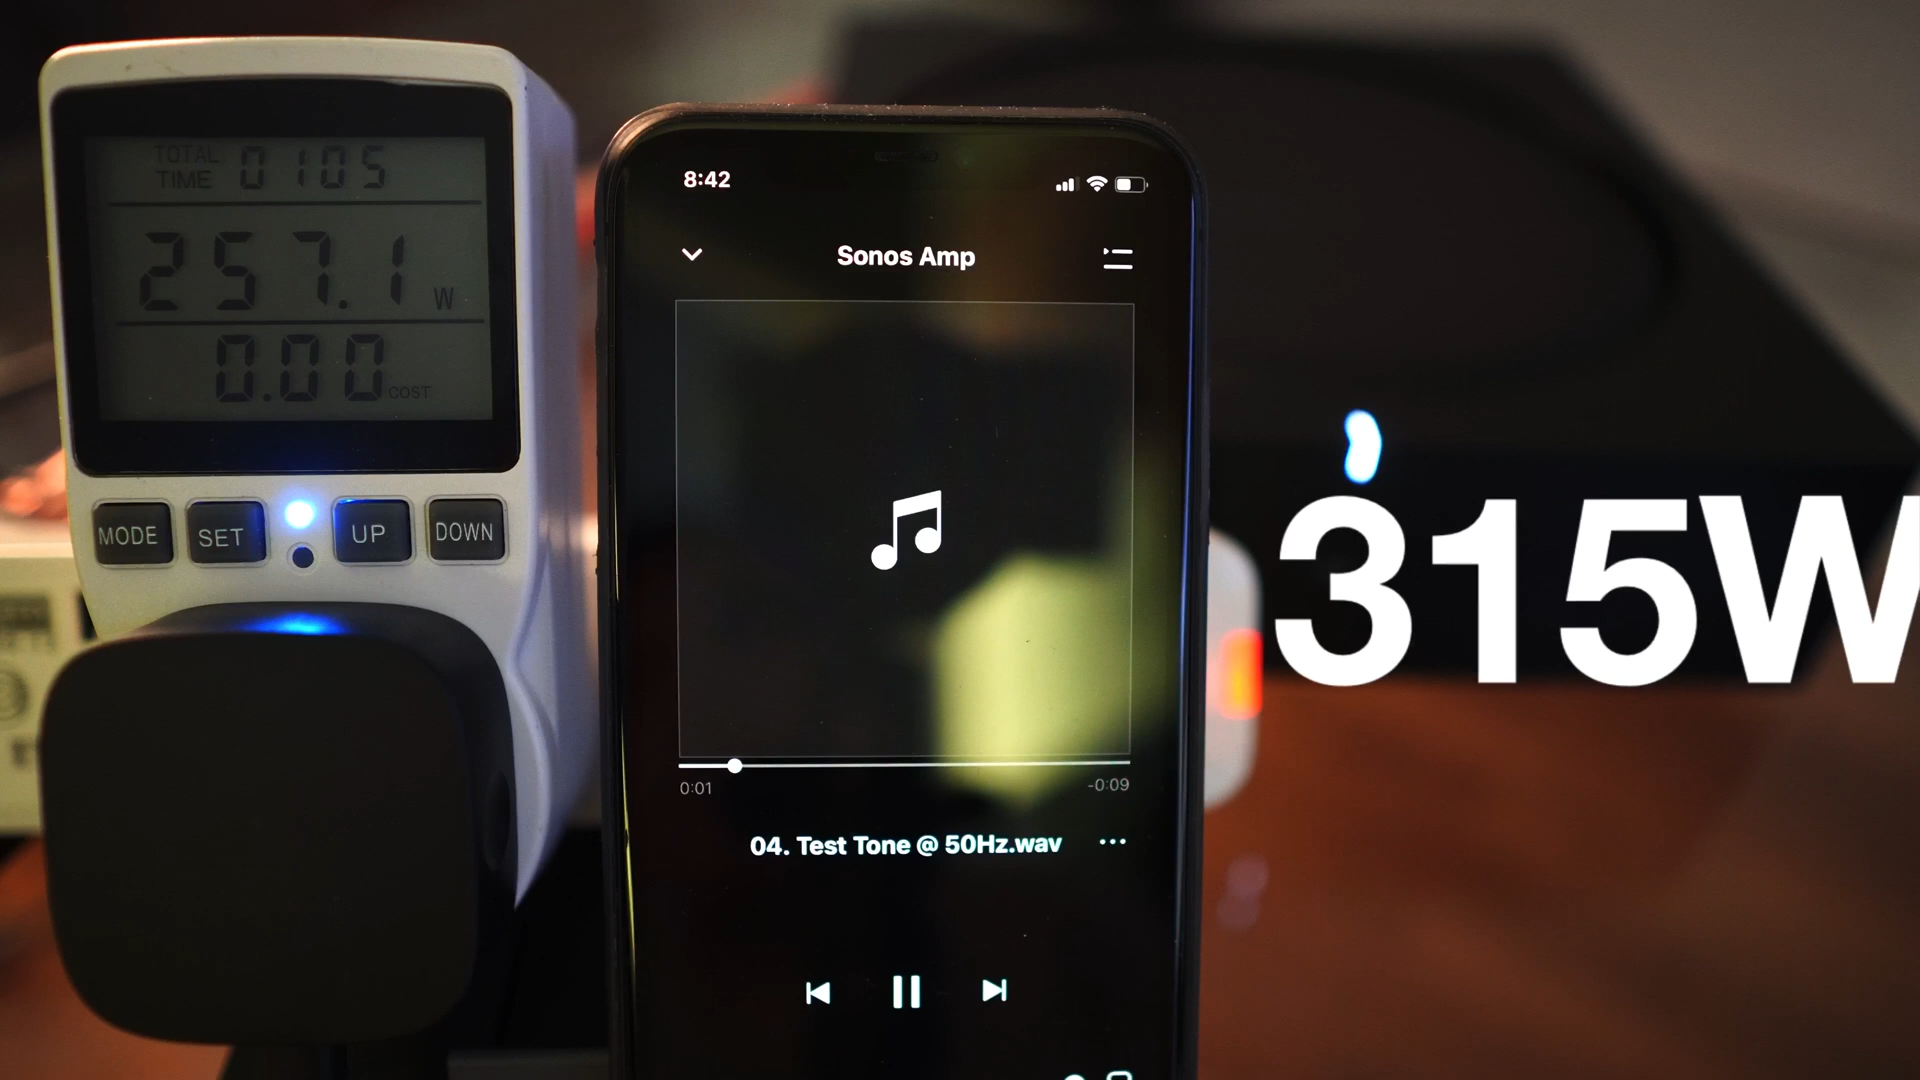 TOTAL
TIME 0105
257.1 W
0.00 COST
MODE SET UP DOWN
8:42
Sonos Amp
0:01 -0:09
04. Test Tone @ 50Hz.wav
315W